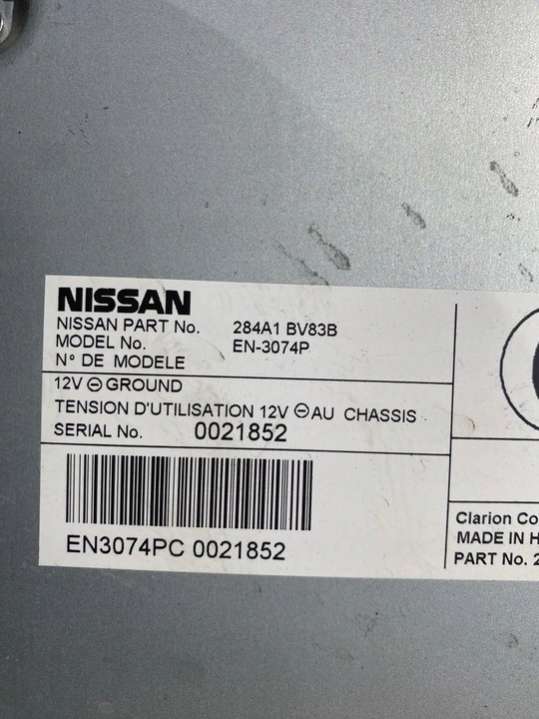 NISSAN
NISSAN PART No. 284A1 BV83B
MODEL No. EN-3074P
N° DE MODELE
12V ⊖ GROUND
TENSION D'UTILISATION 12V ⊖ AU CHASSIS
SERIAL No. 0021852
EN3074PC 0021852
Clarion Co
MADE IN H
PART No. 2